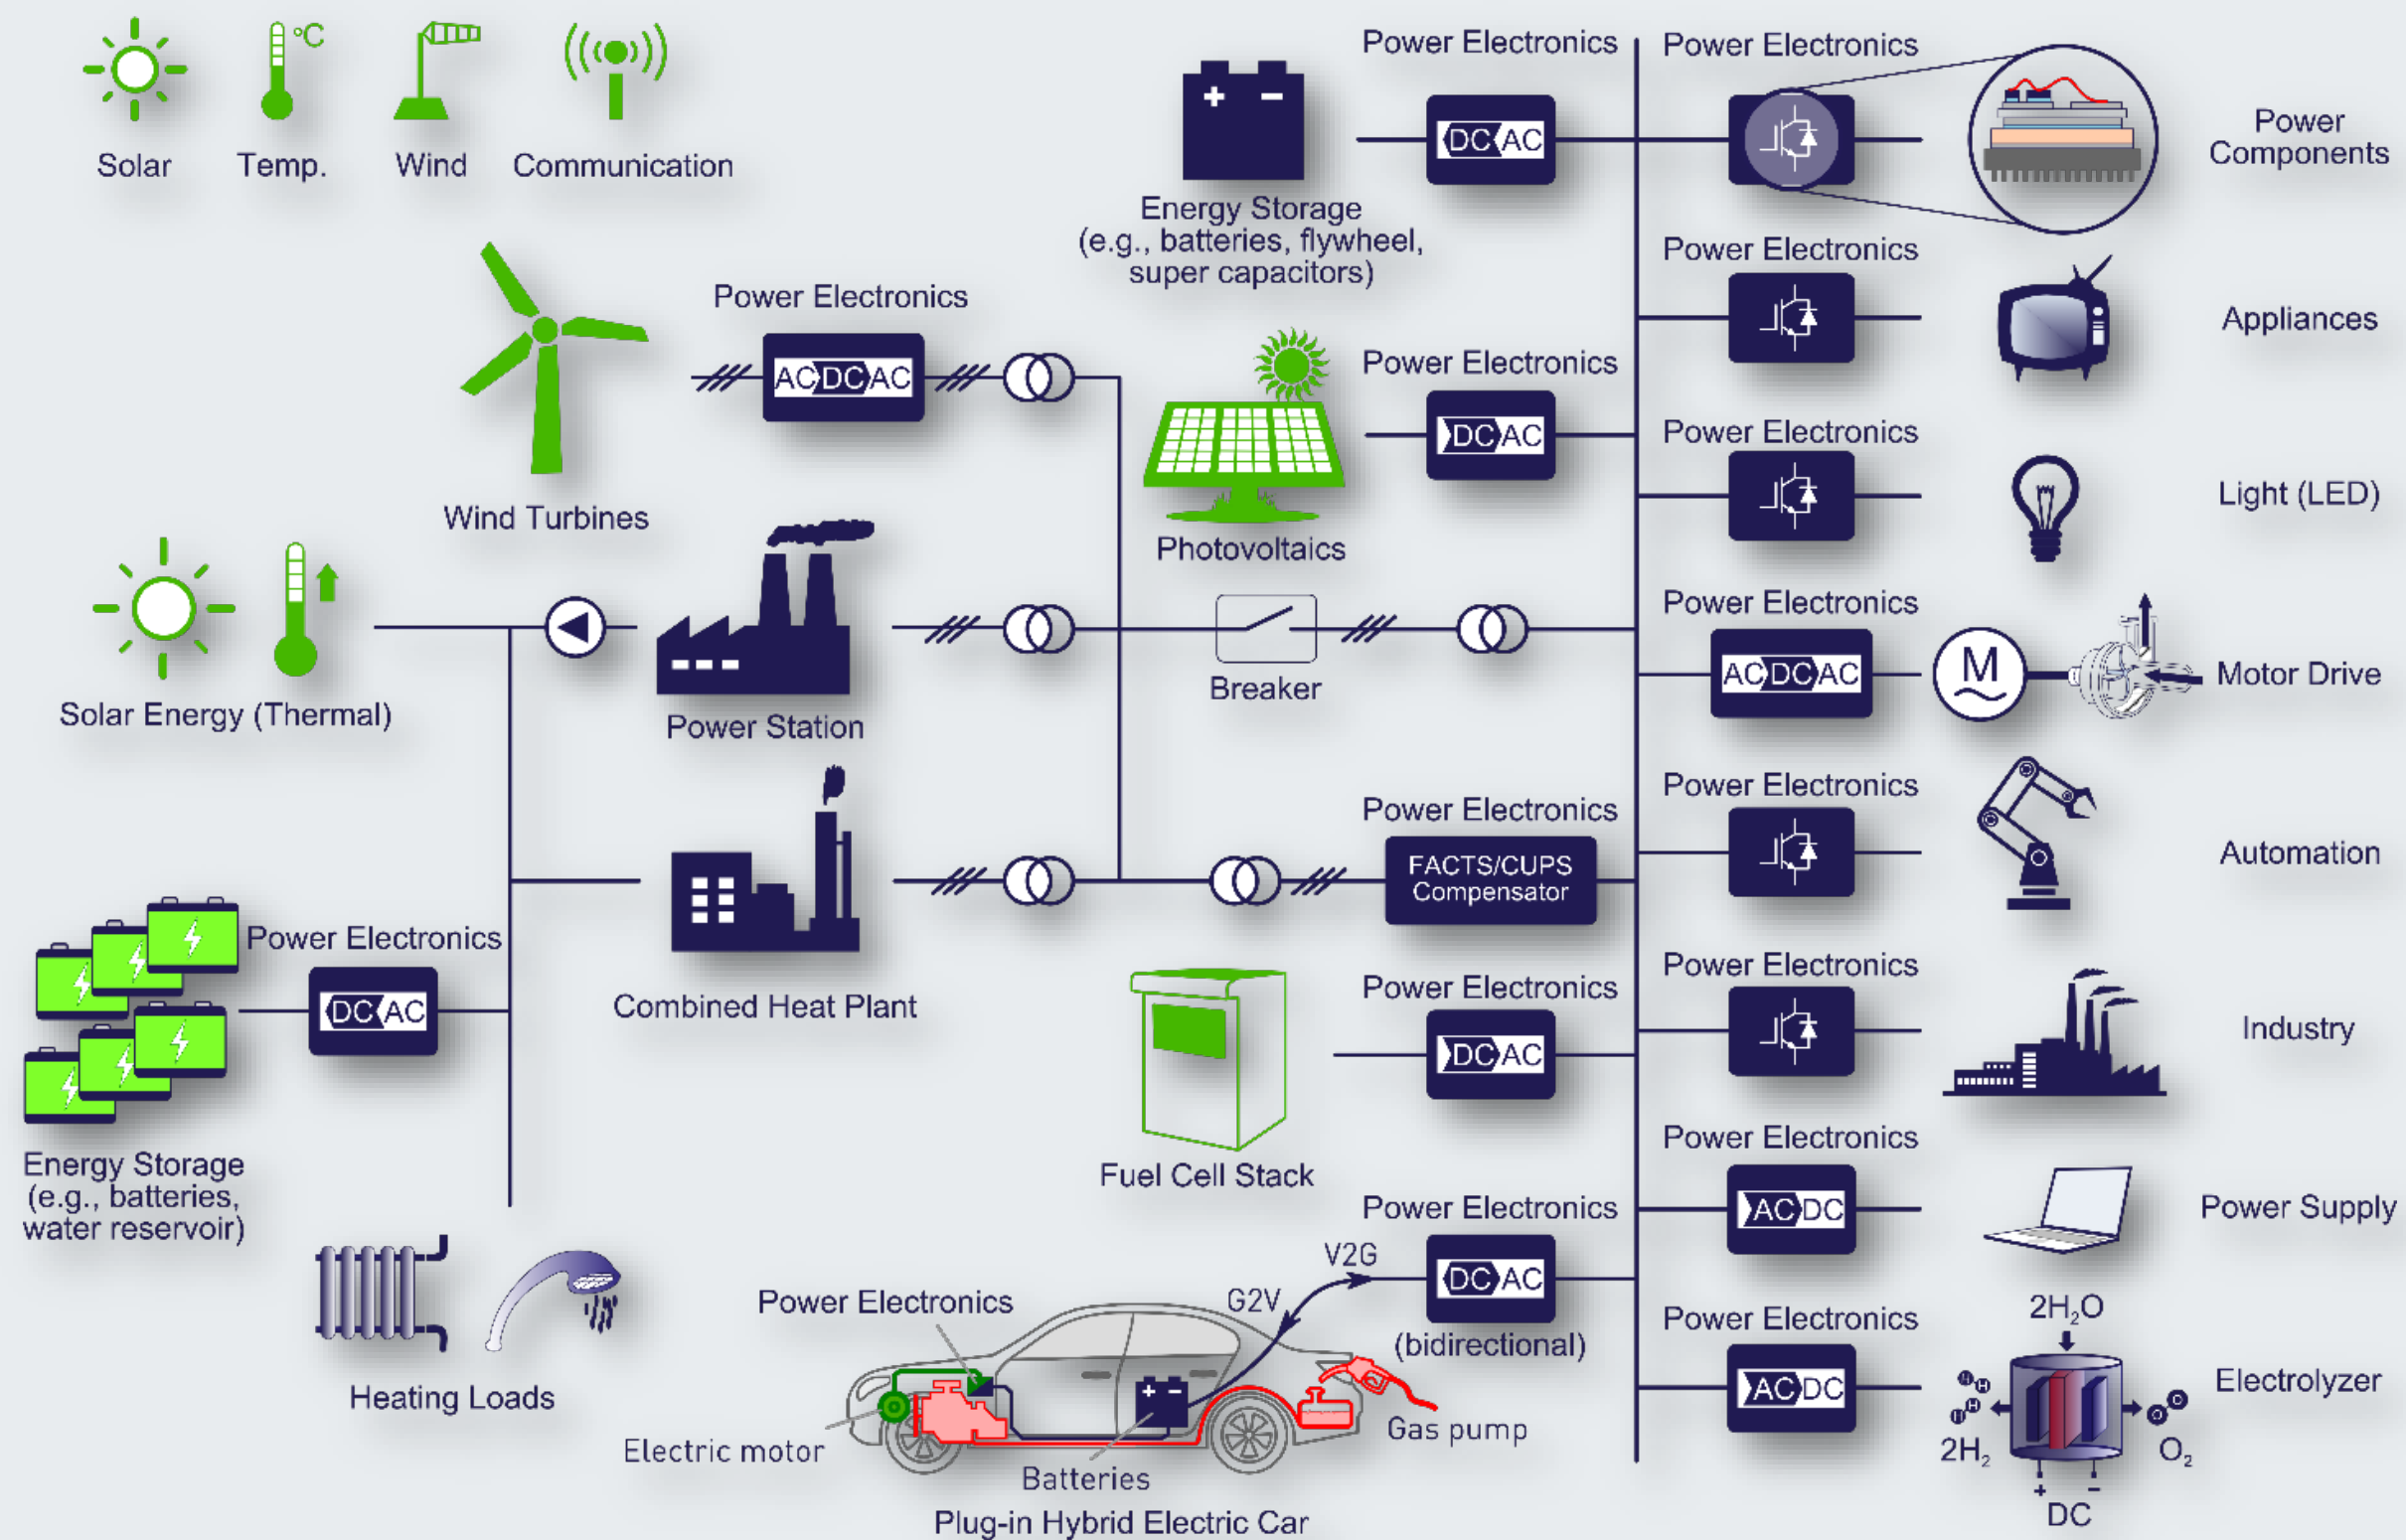 °C
Solar
Temp.
Wind
Communication
Power Electronics
DC AC
Energy Storage
(e.g., batteries, flywheel,
super capacitors)
Power Electronics
Power
Components
Power Electronics
AC DC AC
Wind Turbines
Power Electronics
DC AC
Photovoltaics
Power Electronics
Appliances
Power Electronics
Light (LED)
Solar Energy (Thermal)
Power Station
Breaker
Power Electronics
AC DC AC
M
Motor Drive
Combined Heat Plant
Power Electronics
FACTS/CUPS
Compensator
Power Electronics
Automation
Power Electronics
DC AC
Energy Storage
(e.g., batteries,
water reservoir)
Heating Loads
Power Electronics
DC AC
Fuel Cell Stack
Power Electronics
Industry
Power Electronics
DC AC
(bidirectional)
V2G
G2V
Power Electronics
Electric motor
Batteries
Gas pump
Plug-in Hybrid Electric Car
Power Electronics
AC DC
Power Supply
Power Electronics
AC DC
2H₂O
Electrolyzer
H H
H H
2H₂
O O
O₂
+ −
DC